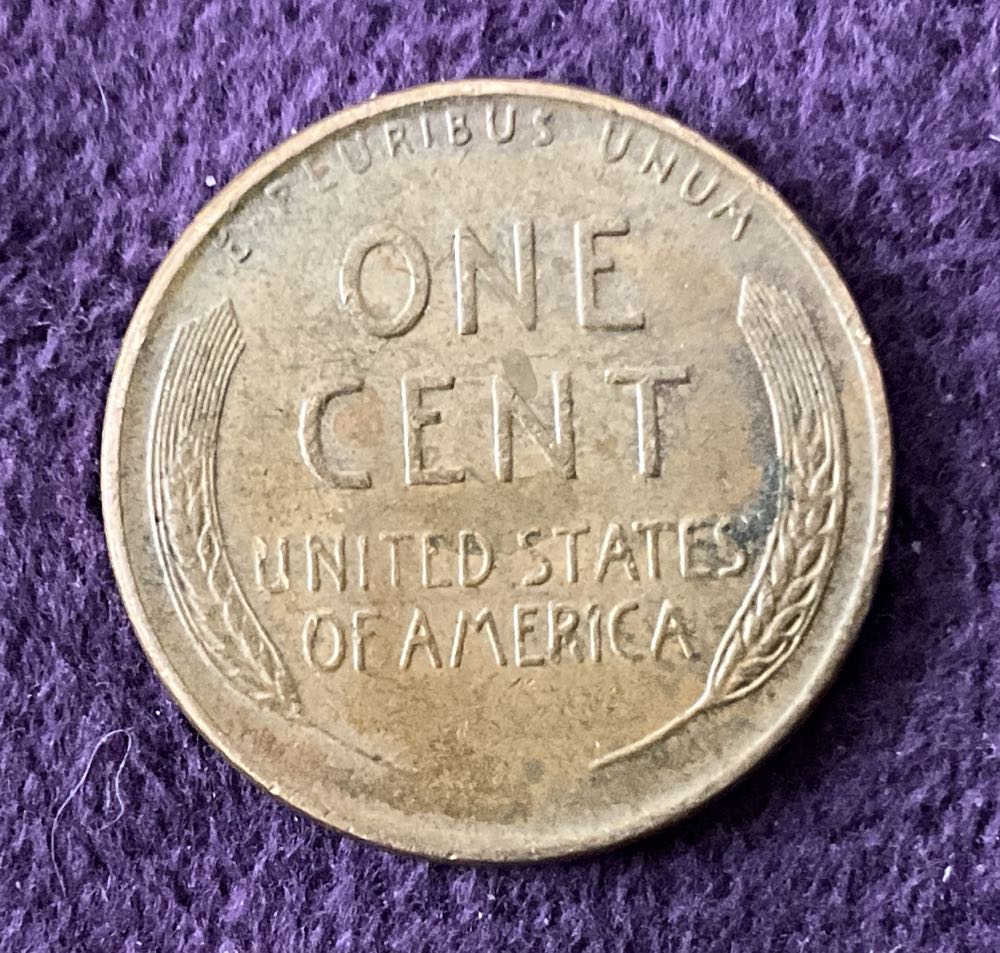 E PLURIBUS UNUM
ONE
CENT
UNITED STATES
OF AMERICA